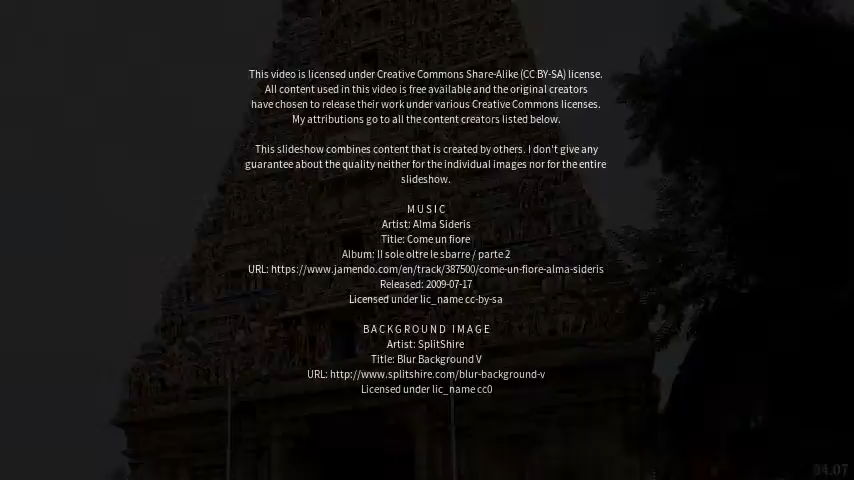 This video is licensed under Creative Commons Share-Alike (CC BY-SA) license.
All content used in this video is free available and the original creators
have chosen to release their work under various Creative Commons licenses.
My attributions go to all the content creators listed below.
This slideshow combines content that is created by others. I don't give any
guarantee about the quality neither for the individual images nor for the entire
slideshow.
MUSIC
Artist: Alma Sideris
Title: Come un fiore
Album: Il sole oltre le sbarre / parte 2
URL: https://www.jamendo.com/en/track/387500/come-un-fiore-alma-sideris
Released: 2009-07-17
Licensed under lic_name cc-by-sa
BACKGROUND IMAGE
Artist: SplitShire
Title: Blur Background V
URL: http://www.splitshire.com/blur-background-v
Licensed under lic_name cc0